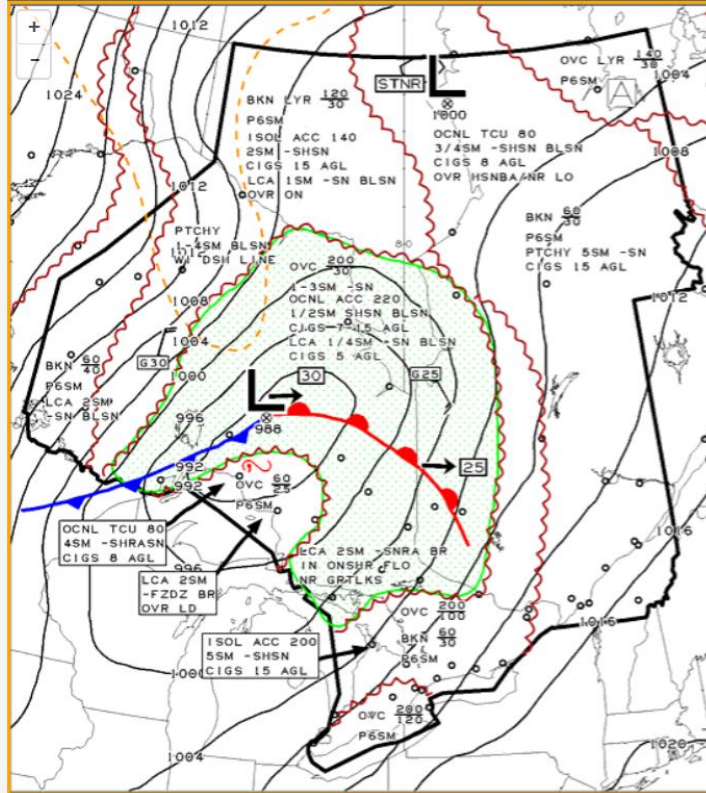 +
-
1012
1024
1012
1012
1008
1004
1000
996
992
992
996
1000
1004
BKN LYR 120/30
P6SM
ISOL ACC 140
2SM -SHSN
CIGS 15 AGL
LCA 1SM -SN BLSN
OVR ON
STNR
L
1000
OCNL TCU 80
3/4SM -SHSN BLSN
CIGS 8 AGL
OVR HSNBA/NR LO
OVC LYR 140/30
P6SM
A
1004
1008
PTCHY
1-4SM BLSN
WI DSH LINE
80
BKN 60/30
P6SM
PTCHY 5SM -SN
CIGS 15 AGL
1012
OVC 200/30
1-3SM -SN
OCNL ACC 220
1/2SM SHSN BLSN
CIGS 7-15 AGL
LCA 1/4SM -SN BLSN
CIGS 5 AGL
G30
BKN 60/40
P6SM
LCA 2SM
-SN BLSN
L
30
G25
988
25
OVC 60/25
P6SM
OCNL TCU 80
4SM -SHRASN
CIGS 8 AGL
LCA 2SM
-FZDZ BR
OVR LD
LCA 2SM -SNRA BR
IN ONSHR FLO
NR GRTLKS
1016
1016
ISOL ACC 200
5SM -SHSN
CIGS 15 AGL
OVC 200/100
BKN 60/30
P6SM
OVC 280/120
P6SM
1020